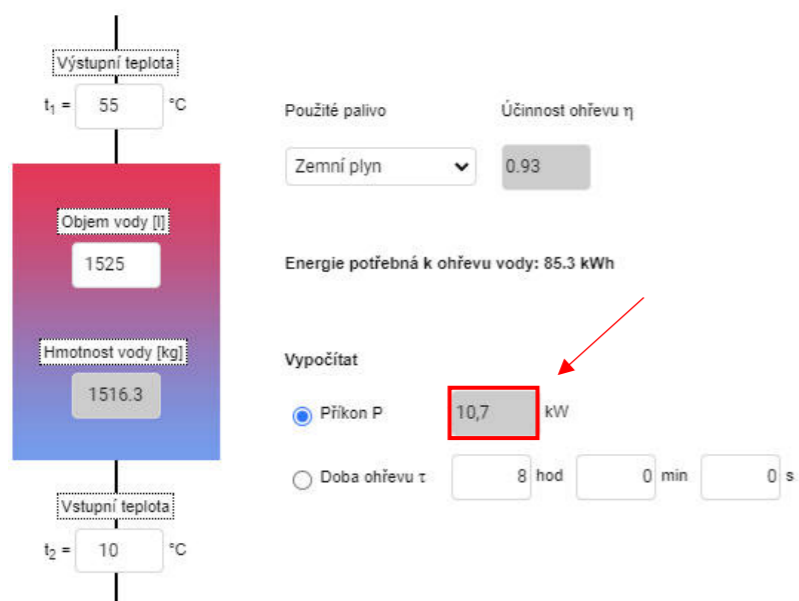 Výstupní teplota
t₁ = 55 °C
Objem vody [l]
1525
Hmotnost vody [kg]
1516.3
Vstupní teplota
t₂ = 10 °C
Použité palivo
Účinnost ohřevu η
Zemní plyn
0.93
Energie potřebná k ohřevu vody: 85.3 kWh
Vypočítat
Příkon P 10,7 kW
Doba ohřevu τ 8 hod 0 min 0 s